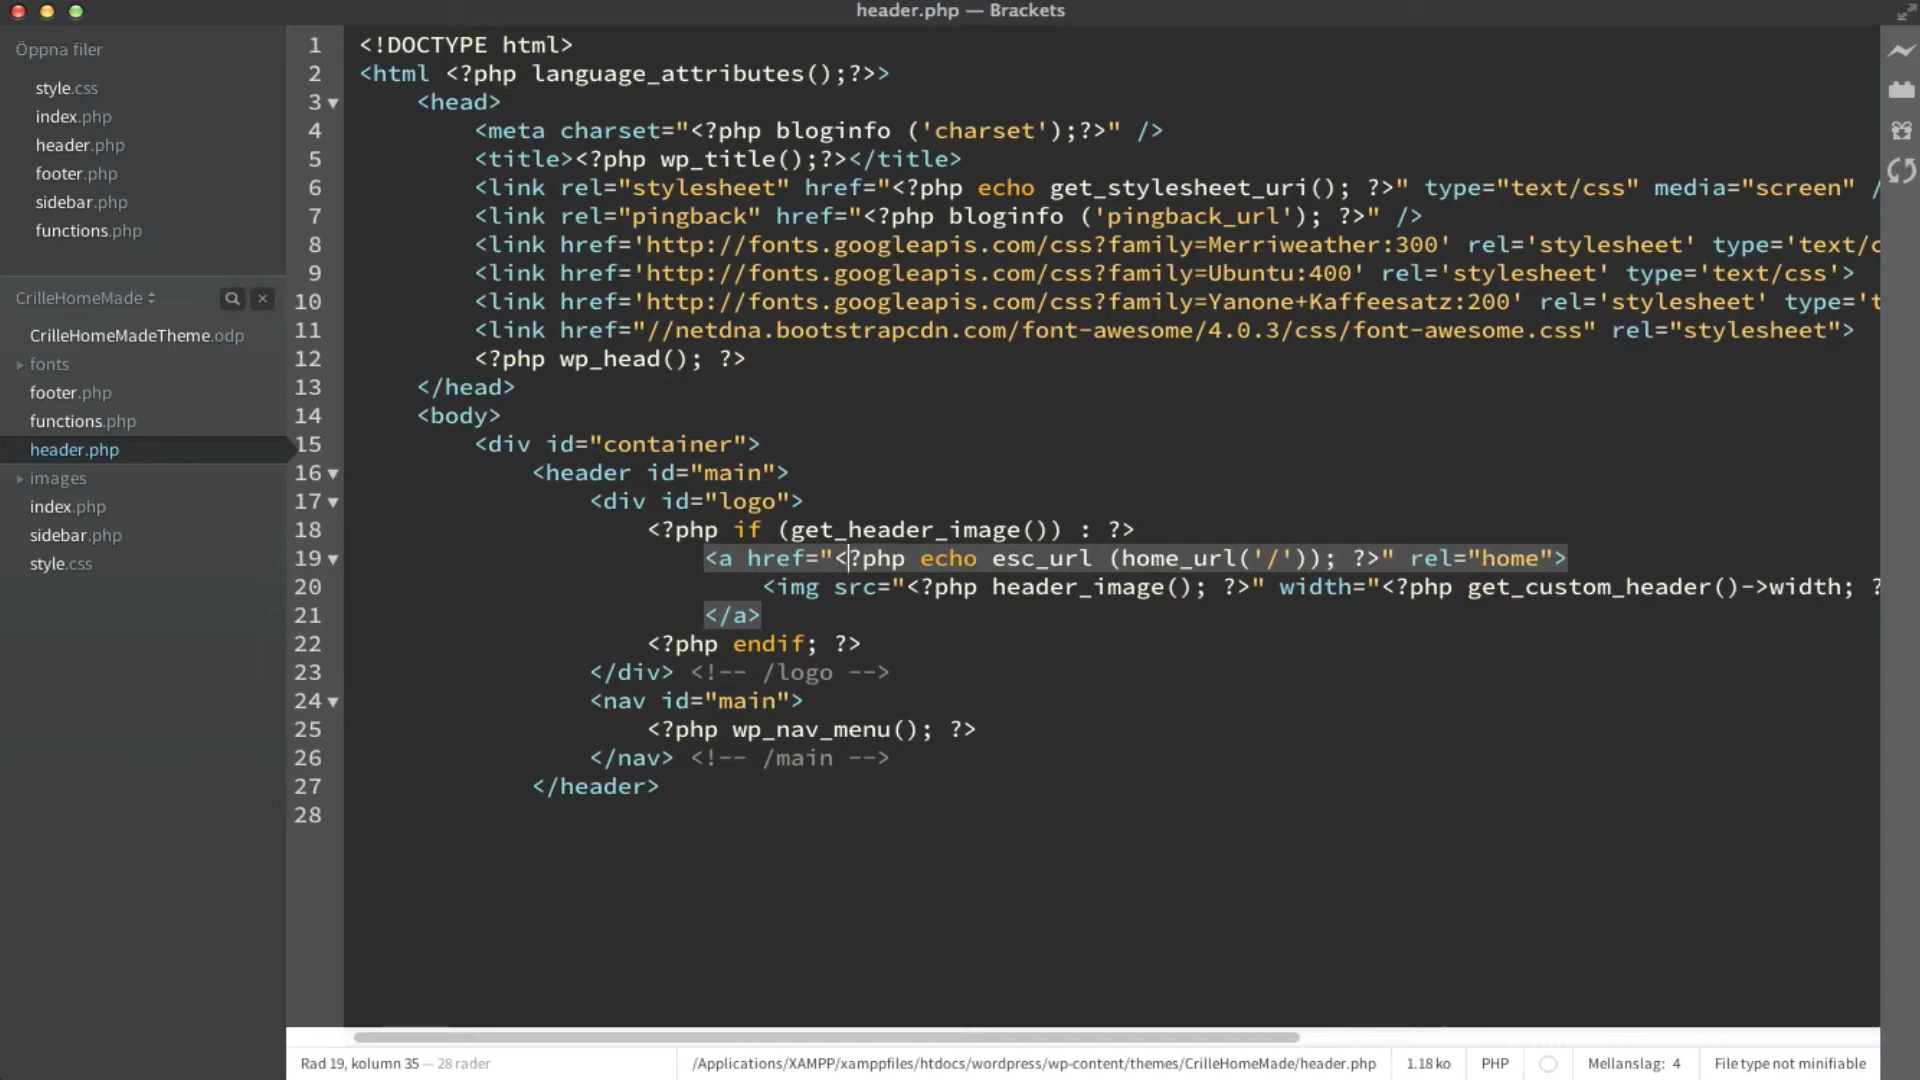 header.php — Brackets
Öppna filer
style.css
index.php
header.php
footer.php
sidebar.php
functions.php
CrilleHomeMade
CrilleHomeMadeTheme.odp
fonts
footer.php
functions.php
header.php
images
index.php
sidebar.php
style.css
1 <!DOCTYPE html>
2 <html <?php language_attributes();?>>
3 <head>
4 <meta charset="<?php bloginfo ('charset');?>" />
5 <title><?php wp_title();?></title>
6 <link rel="stylesheet" href="<?php echo get_stylesheet_uri(); ?>" type="text/css" media="screen" /
7 <link rel="pingback" href="<?php bloginfo ('pingback_url'); ?>" />
8 <link href='http://fonts.googleapis.com/css?family=Merriweather:300' rel='stylesheet' type='text/c
9 <link href='http://fonts.googleapis.com/css?family=Ubuntu:400' rel='stylesheet' type='text/css'>
10 <link href='http://fonts.googleapis.com/css?family=Yanone+Kaffeesatz:200' rel='stylesheet' type='t
11 <link href="//netdna.bootstrapcdn.com/font-awesome/4.0.3/css/font-awesome.css" rel="stylesheet">
12 <?php wp_head(); ?>
13 </head>
14 <body>
15 <div id="container">
16 <header id="main">
17 <div id="logo">
18 <?php if (get_header_image()) : ?>
19 <a href="<?php echo esc_url (home_url('/')); ?>" rel="home">
20 <img src="<?php header_image(); ?>" width="<?php get_custom_header()->width; ?
21 </a>
22 <?php endif; ?>
23 </div> <!-- /logo -->
24 <nav id="main">
25 <?php wp_nav_menu(); ?>
26 </nav> <!-- /main -->
27 </header>
28
Rad 19, kolumn 35 — 28 rader
/Applications/XAMPP/xamppfiles/htdocs/wordpress/wp-content/themes/CrilleHomeMade/header.php
1.18 ko
PHP
Mellanslag: 4
File type not minifiable